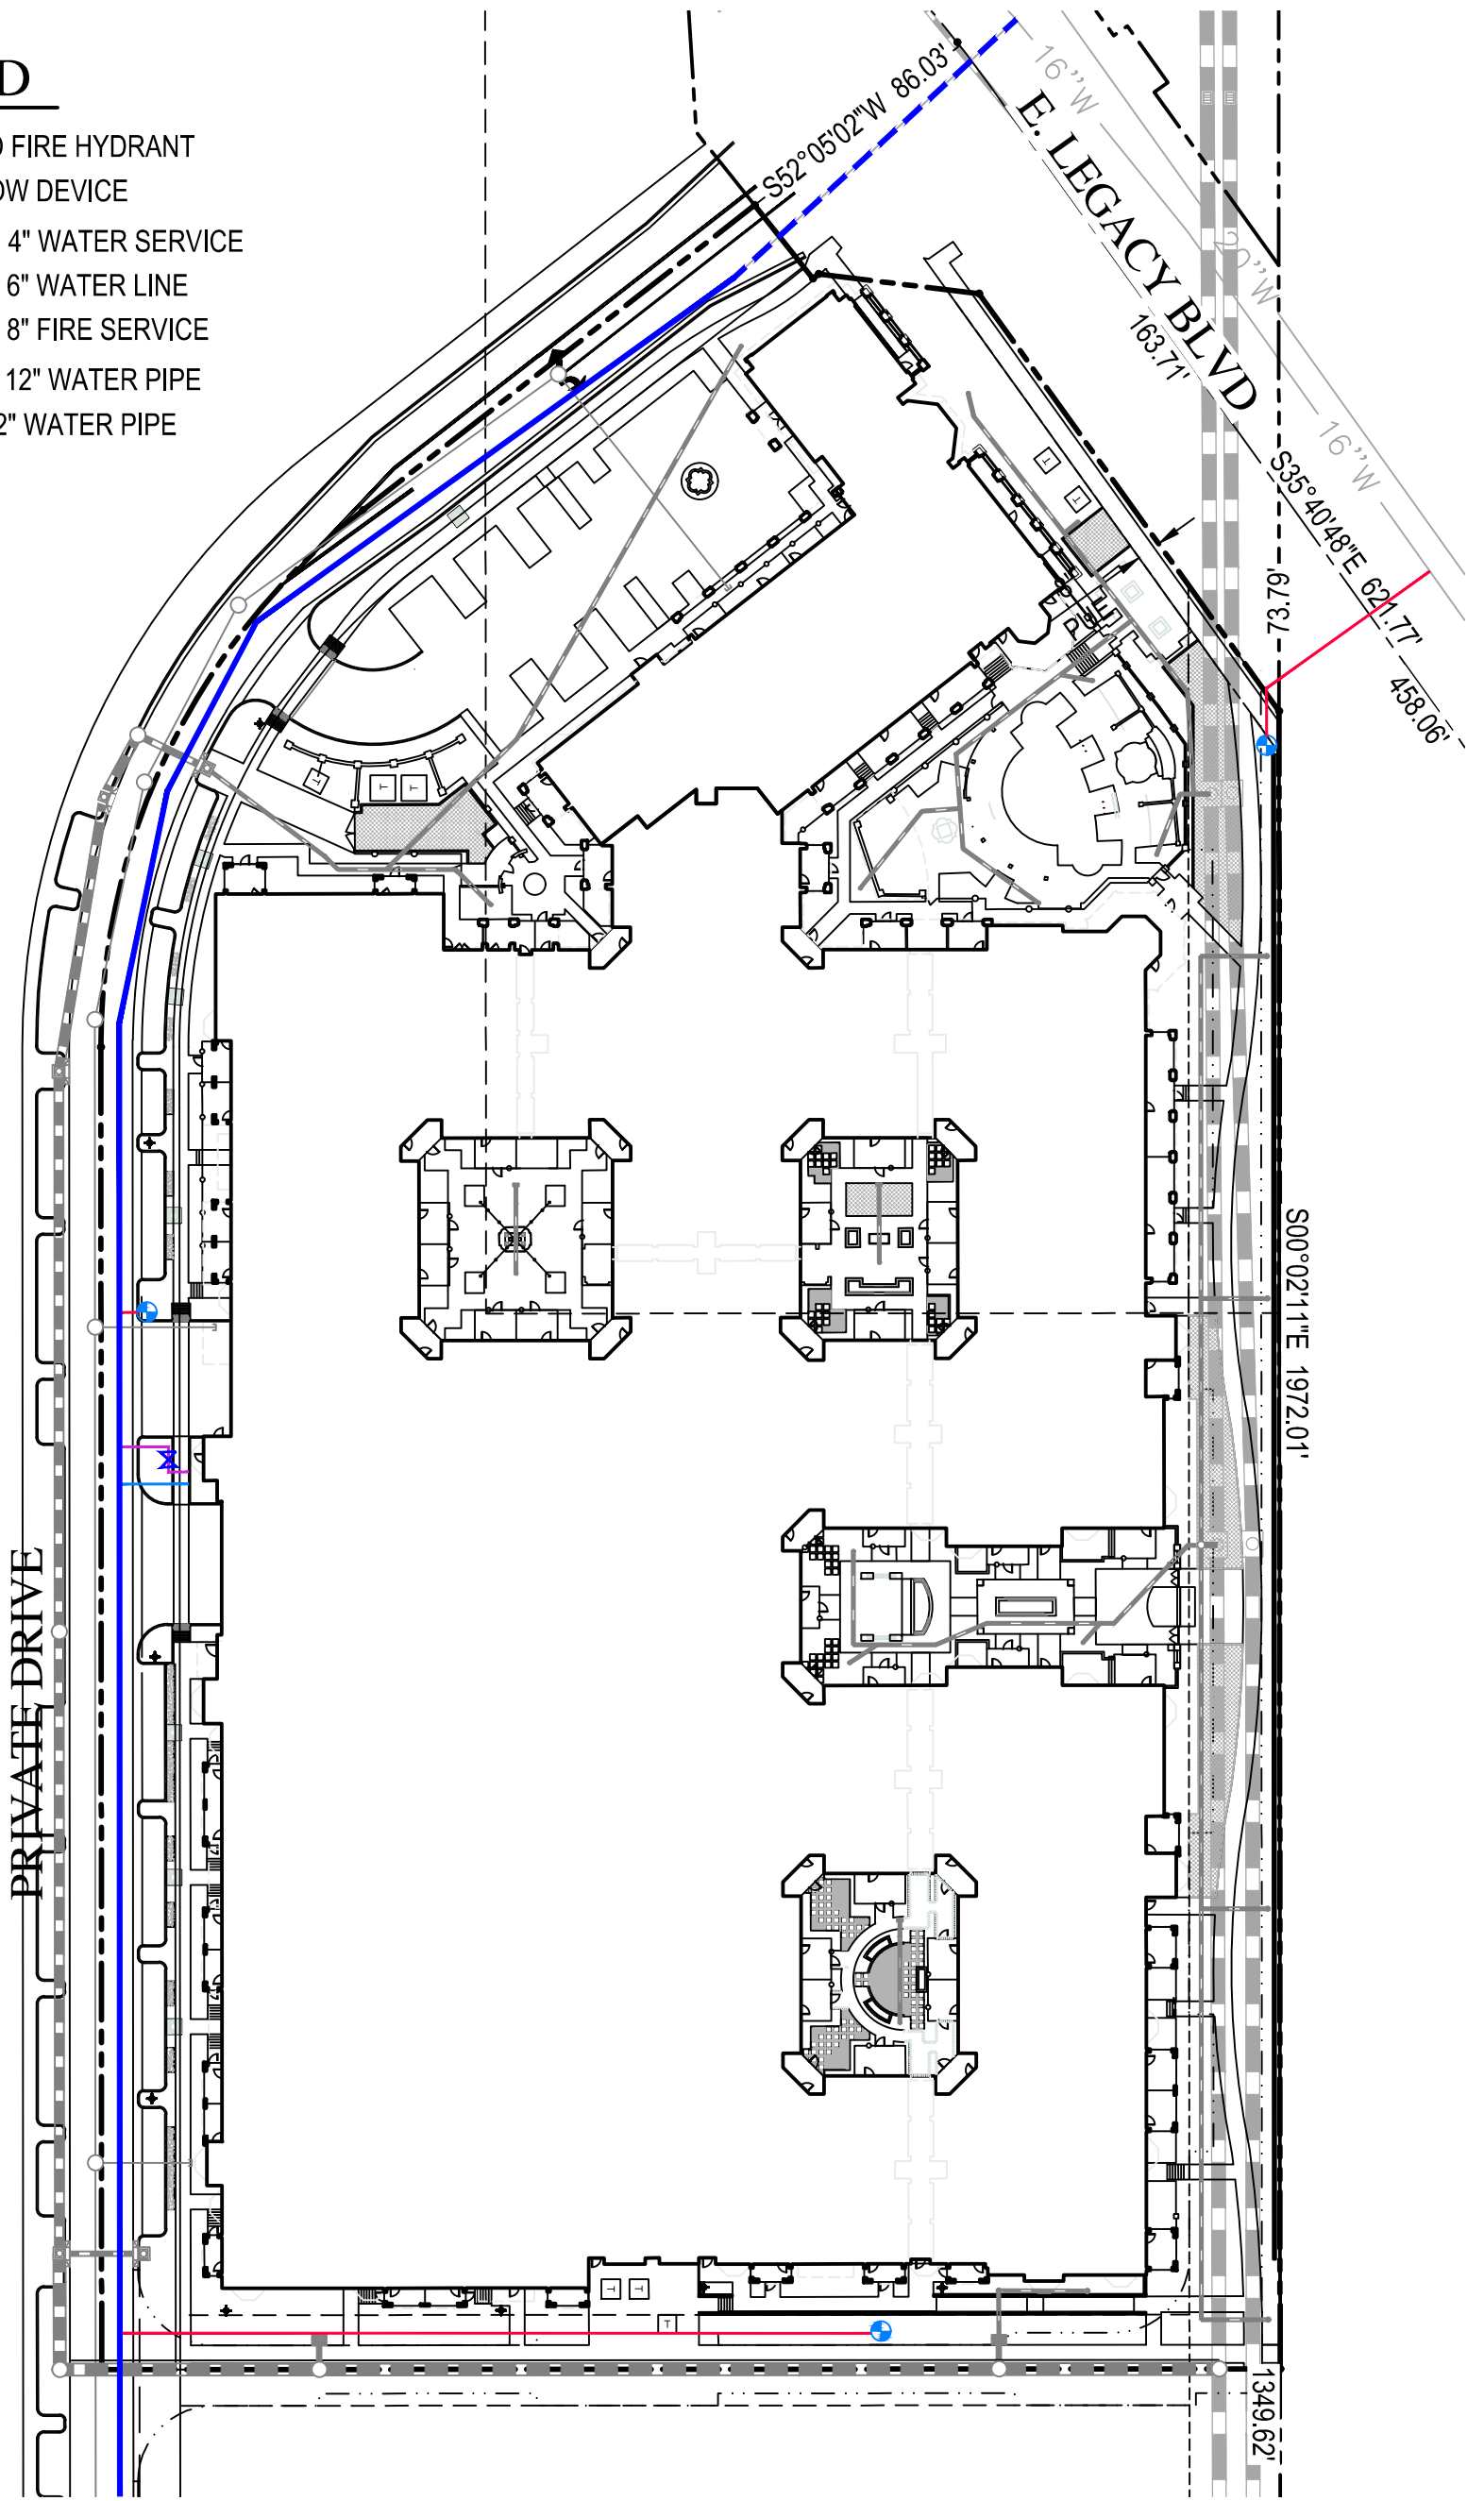 D
D FIRE HYDRANT
OW DEVICE
4" WATER SERVICE
6" WATER LINE
8" FIRE SERVICE
12" WATER PIPE
2" WATER PIPE
S52°05'02"W 86.03'
16''W
E. LEGACY BLVD
20''W
163.71'
16''W
S35°40'48"E 621.77'
73.79'
458.06'
PUE
T
T
T
T
T
S00°02'11"E 1972.01'
PRIVATE DRIVE
T
T
T
1349.62'